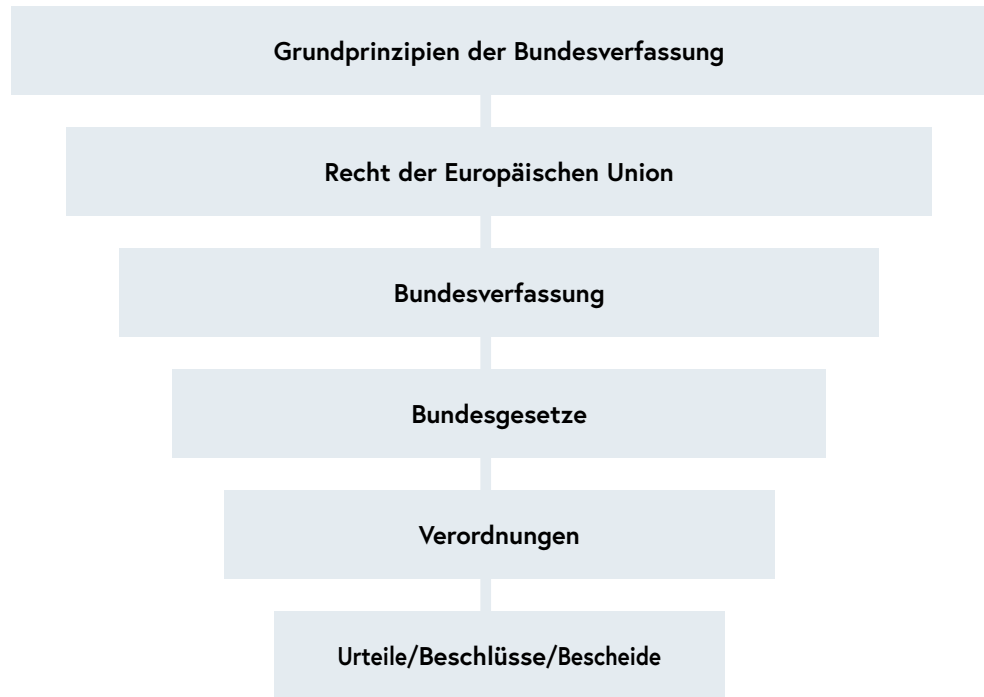 Grundprinzipien der Bundesverfassung
Recht der Europäischen Union
Bundesverfassung
Bundesgesetze
Verordnungen
Urteile/Beschlüsse/Bescheide